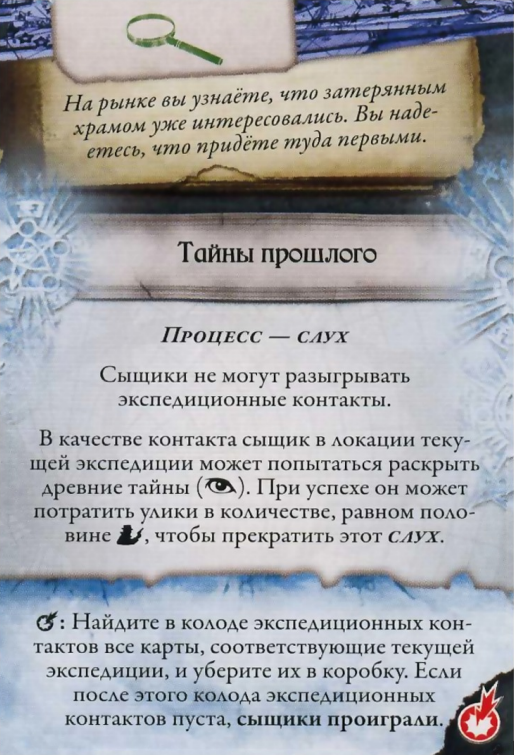 На рынке вы узнаёте, что затерянным
храмом уже интересовались. Вы наде-
етесь, что придёте туда первыми.
Тайны прошлого
Процесс — слух
Сыщики не могут разыгрывать
экспедиционные контакты.
В качестве контакта сыщик в локации теку-
щей экспедиции может попытаться раскрыть
древние тайны (). При успехе он может
потратить улики в количестве, равном поло-
вине , чтобы прекратить этот СЛУХ.
: Найдите в колоде экспедиционных кон-
тактов все карты, соответствующие текущей
экспедиции, и уберите их в коробку. Если
после этого колода экспедиционных
контактов пуста, сыщики проиграли.